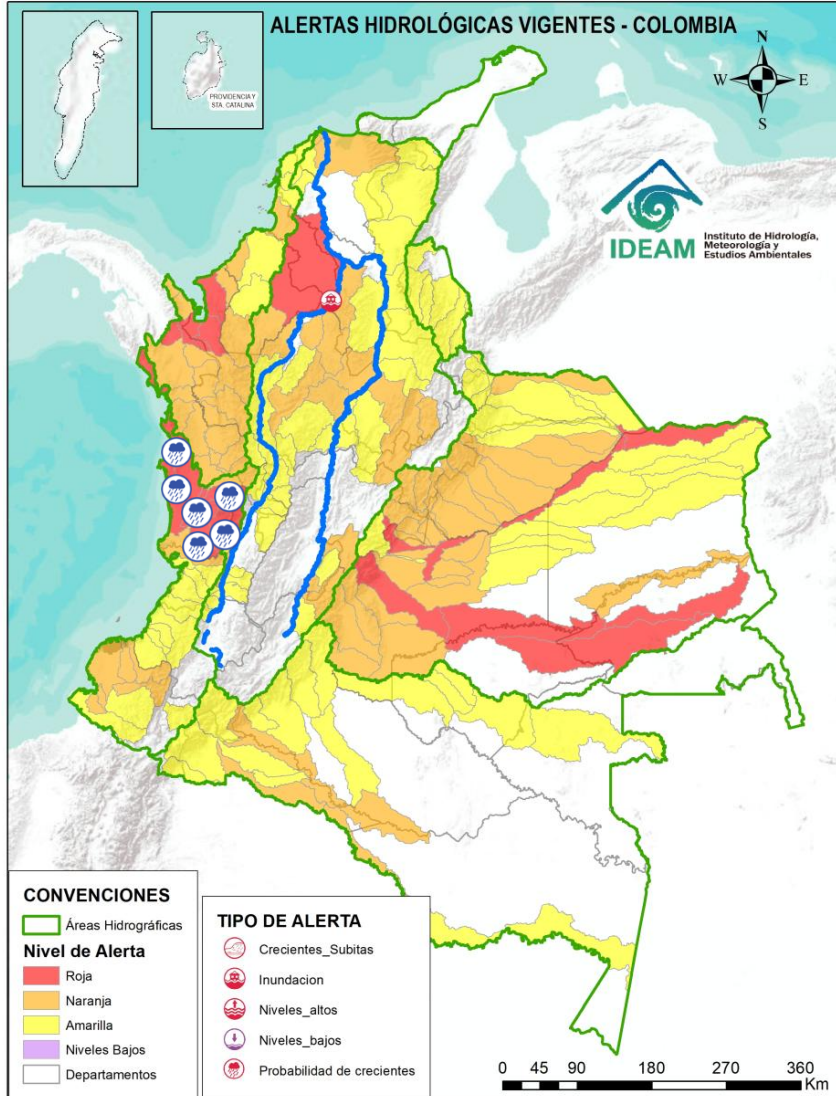 ALERTAS HIDROLÓGICAS VIGENTES - COLOMBIA
PROVIDENCIA Y
STA. CATALINA
N
W
E
S
IDEAM
Instituto de Hidrología,
Meteorología y
Estudios Ambientales
CONVENCIONES
Áreas Hidrográficas
Nivel de Alerta
Roja
Naranja
Amarilla
Niveles Bajos
Departamentos
TIPO DE ALERTA
Crecientes_Subitas
Inundacion
Niveles_altos
Niveles_bajos
Probabilidad de crecientes
0 45 90 180 270 360
Km